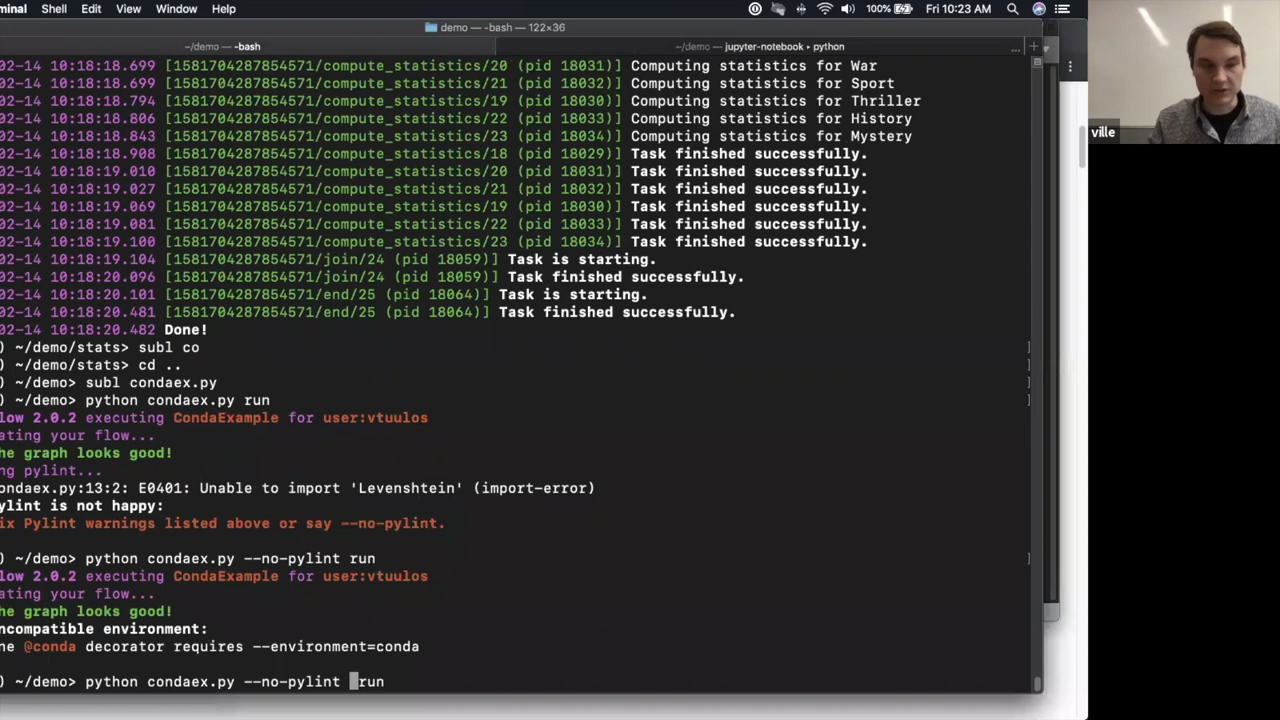 minal Shell Edit View Window Help 100% Fri 10:23 AM
demo — -bash — 122×36
~/demo — -bash
~/demo — jupyter-notebook ▸ python ...
02-14 10:18:18.699 [1581704287854571/compute_statistics/20 (pid 18031)] Computing statistics for War
02-14 10:18:18.699 [1581704287854571/compute_statistics/21 (pid 18032)] Computing statistics for Sport
02-14 10:18:18.794 [1581704287854571/compute_statistics/19 (pid 18030)] Computing statistics for Thriller
02-14 10:18:18.806 [1581704287854571/compute_statistics/22 (pid 18033)] Computing statistics for History
02-14 10:18:18.843 [1581704287854571/compute_statistics/23 (pid 18034)] Computing statistics for Mystery
02-14 10:18:18.908 [1581704287854571/compute_statistics/18 (pid 18029)] Task finished successfully.
02-14 10:18:19.010 [1581704287854571/compute_statistics/20 (pid 18031)] Task finished successfully.
02-14 10:18:19.027 [1581704287854571/compute_statistics/21 (pid 18032)] Task finished successfully.
02-14 10:18:19.069 [1581704287854571/compute_statistics/19 (pid 18030)] Task finished successfully.
02-14 10:18:19.081 [1581704287854571/compute_statistics/22 (pid 18033)] Task finished successfully.
02-14 10:18:19.100 [1581704287854571/compute_statistics/23 (pid 18034)] Task finished successfully.
02-14 10:18:19.104 [1581704287854571/join/24 (pid 18059)] Task is starting.
02-14 10:18:20.096 [1581704287854571/join/24 (pid 18059)] Task finished successfully.
02-14 10:18:20.101 [1581704287854571/end/25 (pid 18064)] Task is starting.
02-14 10:18:20.481 [1581704287854571/end/25 (pid 18064)] Task finished successfully.
02-14 10:18:20.482 Done!
) ~/demo/stats> subl co ]
) ~/demo/stats> cd .. ]
) ~/demo> subl condaex.py ]
) ~/demo> python condaex.py run ]
low 2.0.2 executing CondaExample for user:vtuulos
ating your flow...
he graph looks good!
ng pylint...
ondaex.py:13:2: E0401: Unable to import 'Levenshtein' (import-error)
ylint is not happy:
ix Pylint warnings listed above or say --no-pylint.
) ~/demo> python condaex.py --no-pylint run ]
low 2.0.2 executing CondaExample for user:vtuulos
ating your flow...
he graph looks good!
ncompatible environment:
ne @conda decorator requires --environment=conda
) ~/demo> python condaex.py --no-pylint run
ville